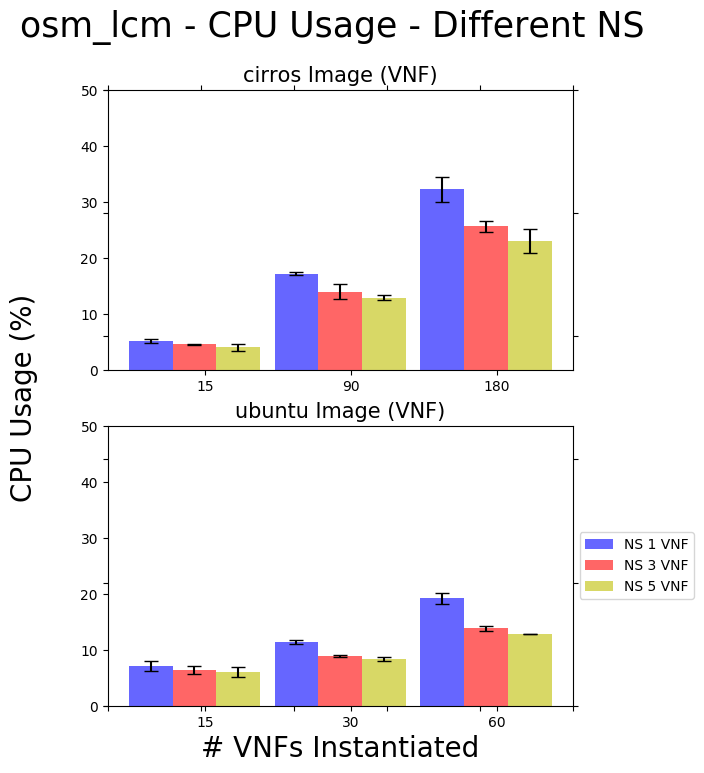 osm_lcm - CPU Usage - Different NS
cirros Image (VNF)
50
40
30
20
10
0
15 90 180
CPU Usage (%)
ubuntu Image (VNF)
50
40
30
20
10
0
15 30 60
NS 1 VNF
NS 3 VNF
NS 5 VNF
# VNFs Instantiated